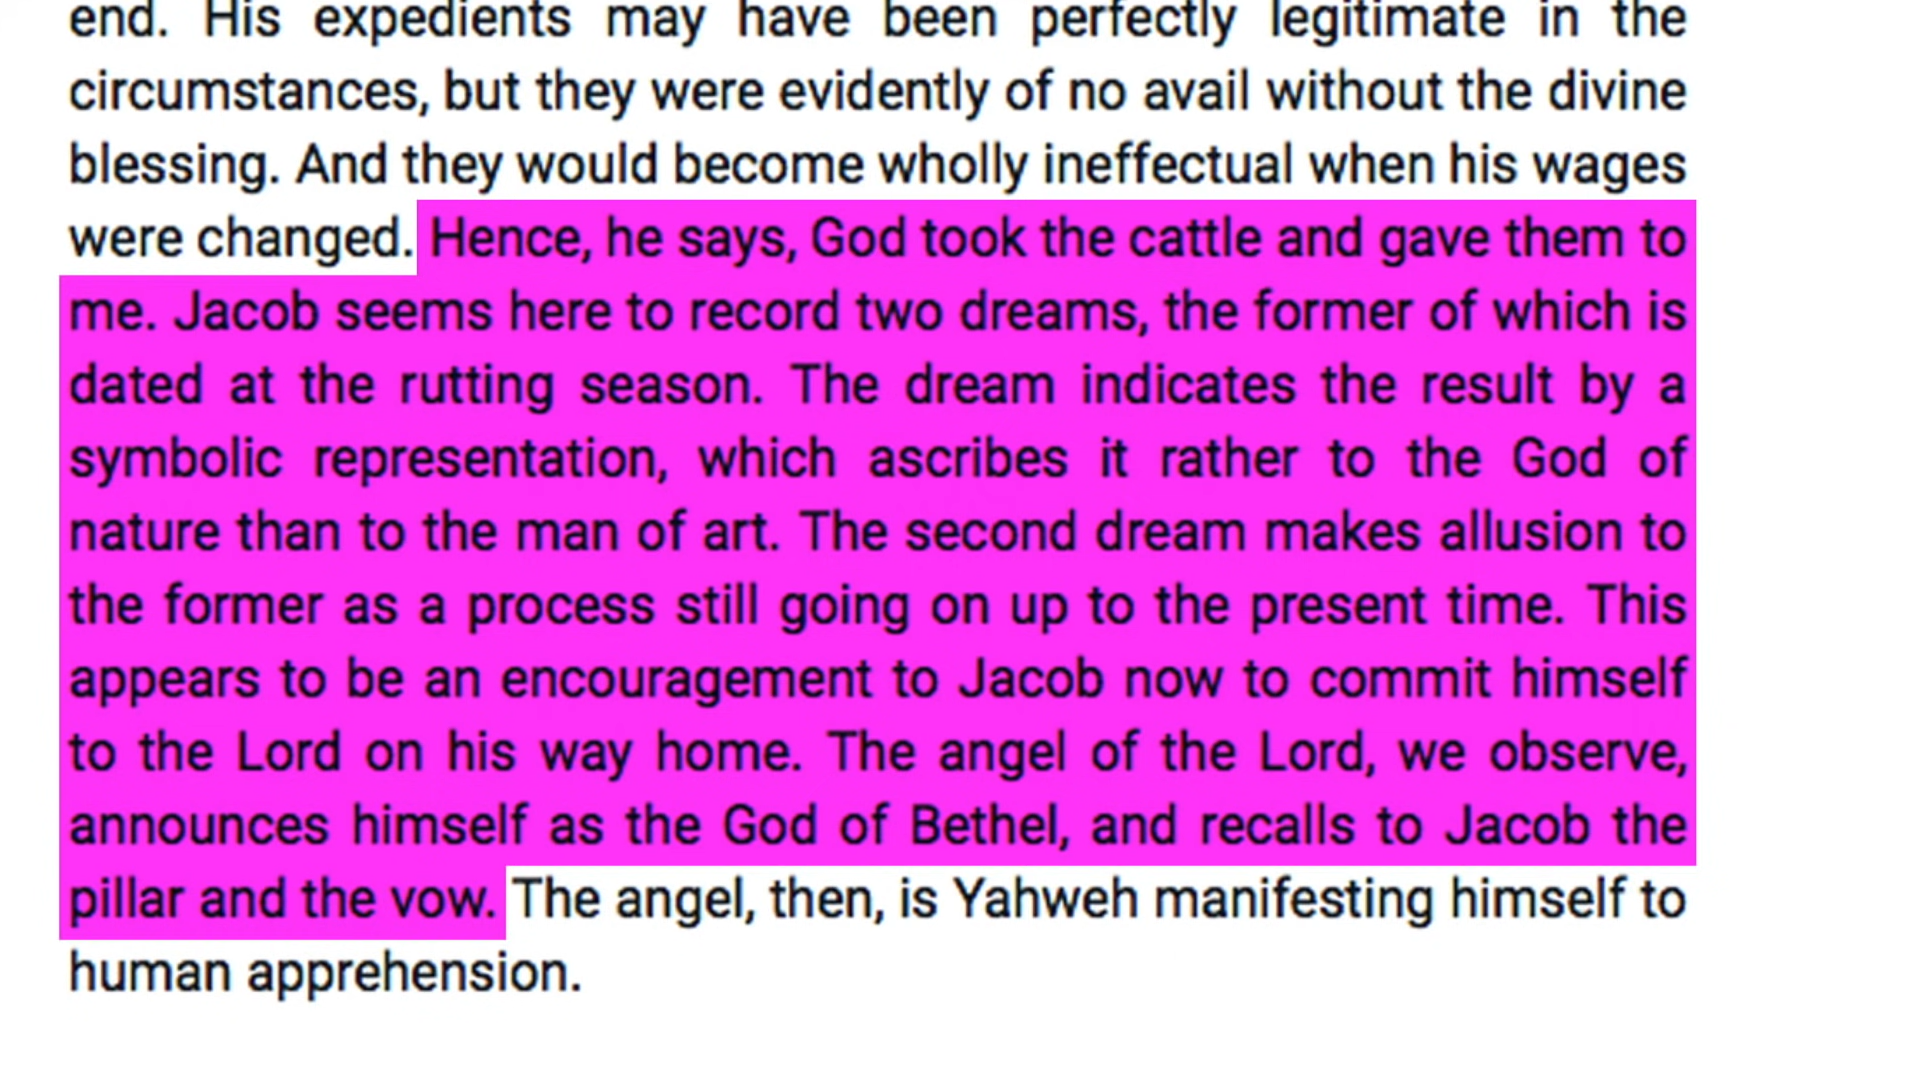 end. His expedients may have been perfectly legitimate in the
circumstances, but they were evidently of no avail without the divine
blessing. And they would become wholly ineffectual when his wages
were changed. Hence, he says, God took the cattle and gave them to
me. Jacob seems here to record two dreams, the former of which is
dated at the rutting season. The dream indicates the result by a
symbolic representation, which ascribes it rather to the God of
nature than to the man of art. The second dream makes allusion to
the former as a process still going on up to the present time. This
appears to be an encouragement to Jacob now to commit himself
to the Lord on his way home. The angel of the Lord, we observe,
announces himself as the God of Bethel, and recalls to Jacob the
pillar and the vow. The angel, then, is Yahweh manifesting himself to
human apprehension.